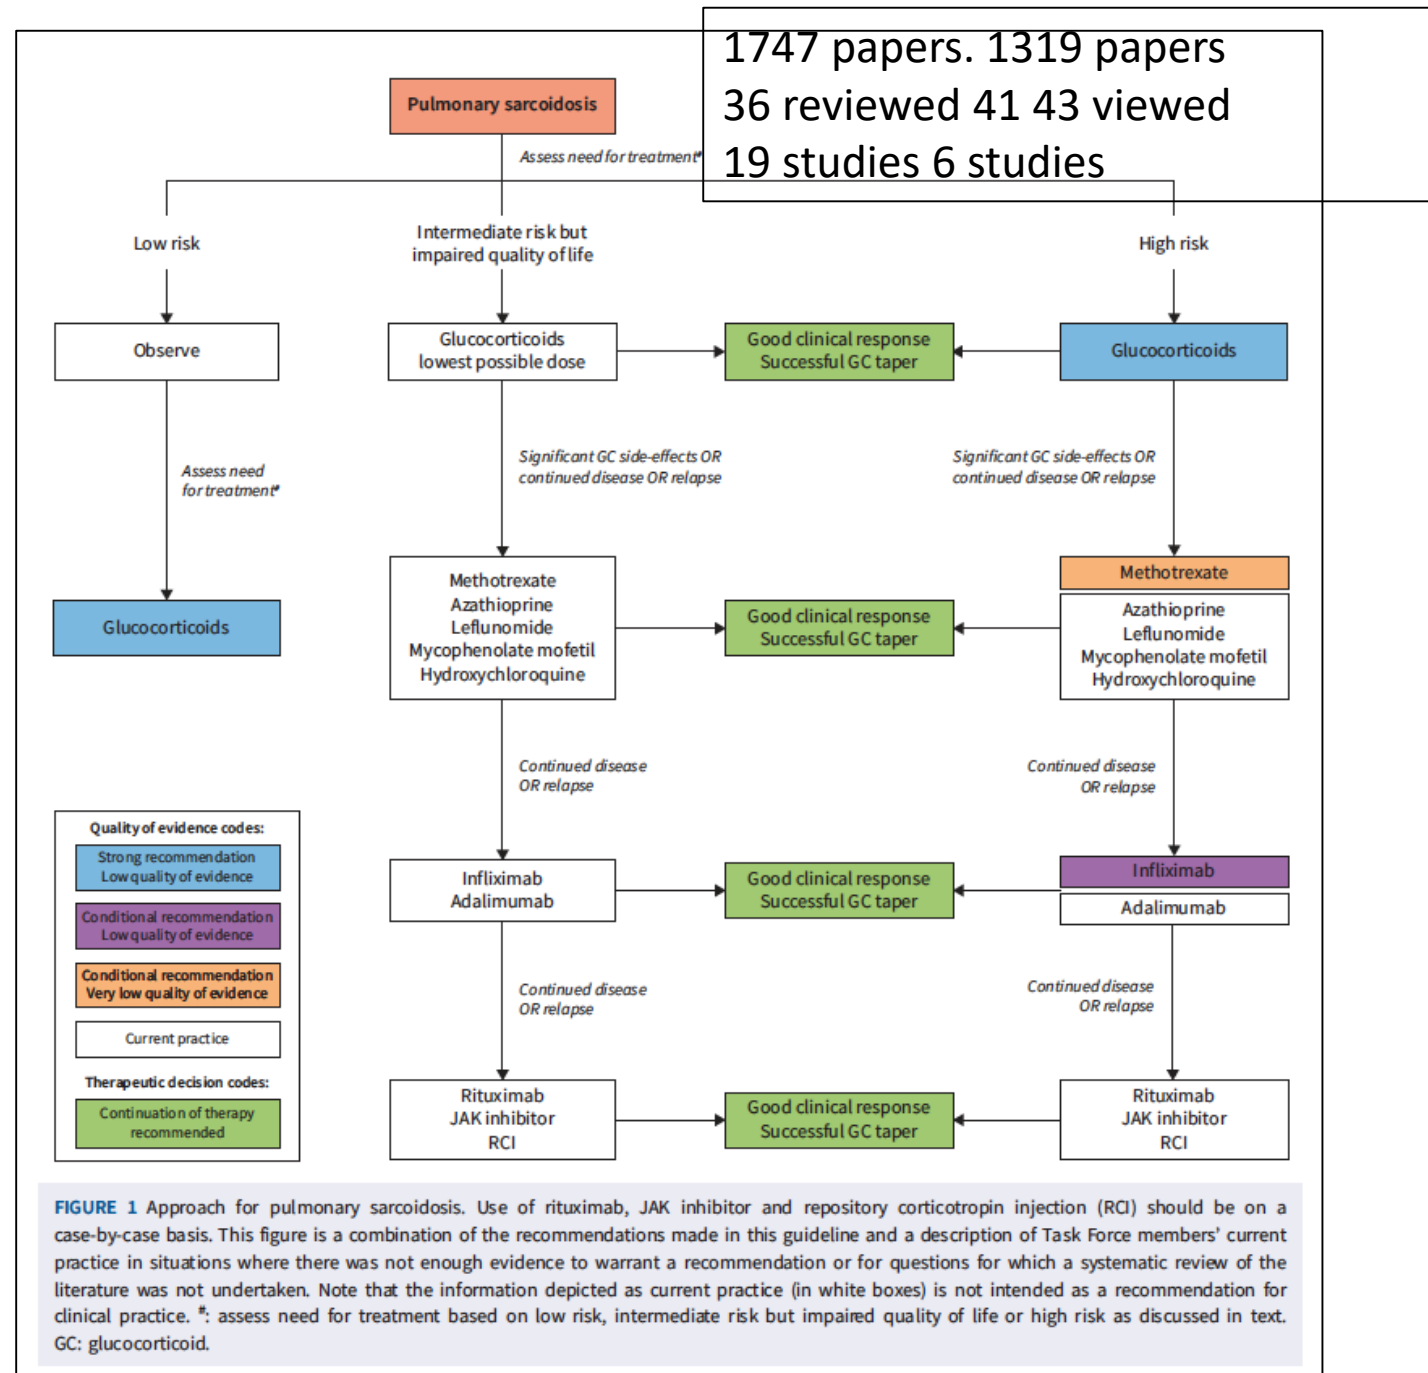 1747 papers. 1319 papers
36 reviewed 41 43 viewed
19 studies 6 studies
Pulmonary sarcoidosis
Assess need for treatment#
Low risk
Intermediate risk but
impaired quality of life
High risk
Observe
Glucocorticoids
lowest possible dose
Good clinical response
Successful GC taper
Glucocorticoids
Assess need
for treatment#
Significant GC side-effects OR
continued disease OR relapse
Significant GC side-effects OR
continued disease OR relapse
Glucocorticoids
Methotrexate
Azathioprine
Leflunomide
Mycophenolate mofetil
Hydroxychloroquine
Good clinical response
Successful GC taper
Methotrexate
Azathioprine
Leflunomide
Mycophenolate mofetil
Hydroxychloroquine
Continued disease
OR relapse
Continued disease
OR relapse
Infliximab
Adalimumab
Good clinical response
Successful GC taper
Infliximab
Adalimumab
Continued disease
OR relapse
Continued disease
OR relapse
Rituximab
JAK inhibitor
RCI
Good clinical response
Successful GC taper
Rituximab
JAK inhibitor
RCI
Quality of evidence codes:
Strong recommendation
Low quality of evidence
Conditional recommendation
Low quality of evidence
Conditional recommendation
Very low quality of evidence
Current practice
Therapeutic decision codes:
Continuation of therapy
recommended
FIGURE 1 Approach for pulmonary sarcoidosis. Use of rituximab, JAK inhibitor and repository corticotropin injection (RCI) should be on a
case-by-case basis. This figure is a combination of the recommendations made in this guideline and a description of Task Force members' current
practice in situations where there was not enough evidence to warrant a recommendation or for questions for which a systematic review of the
literature was not undertaken. Note that the information depicted as current practice (in white boxes) is not intended as a recommendation for
clinical practice. #: assess need for treatment based on low risk, intermediate risk but impaired quality of life or high risk as discussed in text.
GC: glucocorticoid.